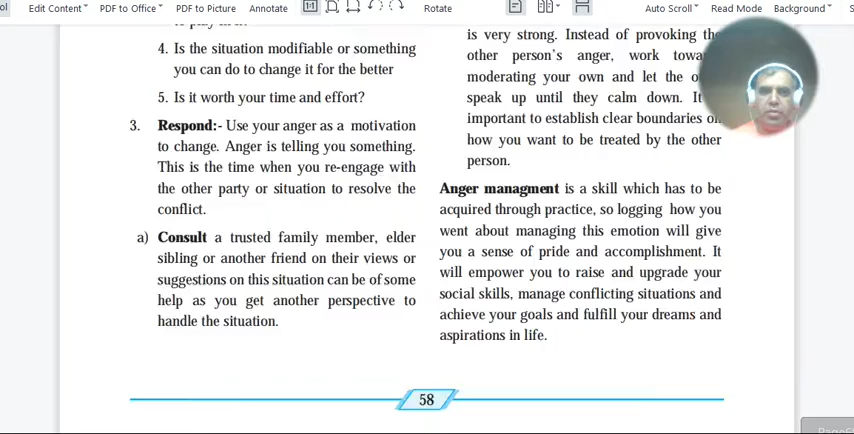 Edit Content
PDF to Office
PDF to Picture
Annotate
1:1
Rotate
Auto Scroll
Read Mode
Background
4. Is the situation modifiable or something
you can do to change it for the better
5. Is it worth your time and effort?
3. Respond:- Use your anger as a motivation
to change. Anger is telling you something.
This is the time when you re-engage with
the other party or situation to resolve the
conflict.
a) Consult a trusted family member, elder
sibling or another friend on their views or
suggestions on this situation can be of some
help as you get another perspective to
handle the situation.
is very strong. Instead of provoking
other person's anger, work
moderating your own and let the
speak up until they calm down. It
important to establish clear boundaries
how you want to be treated by the other
person.
Anger managment is a skill which has to be
acquired through practice, so logging how you
went about managing this emotion will give
you a sense of pride and accomplishment. It
will empower you to raise and upgrade your
social skills, manage conflicting situations and
achieve your goals and fulfill your dreams and
aspirations in life.
58